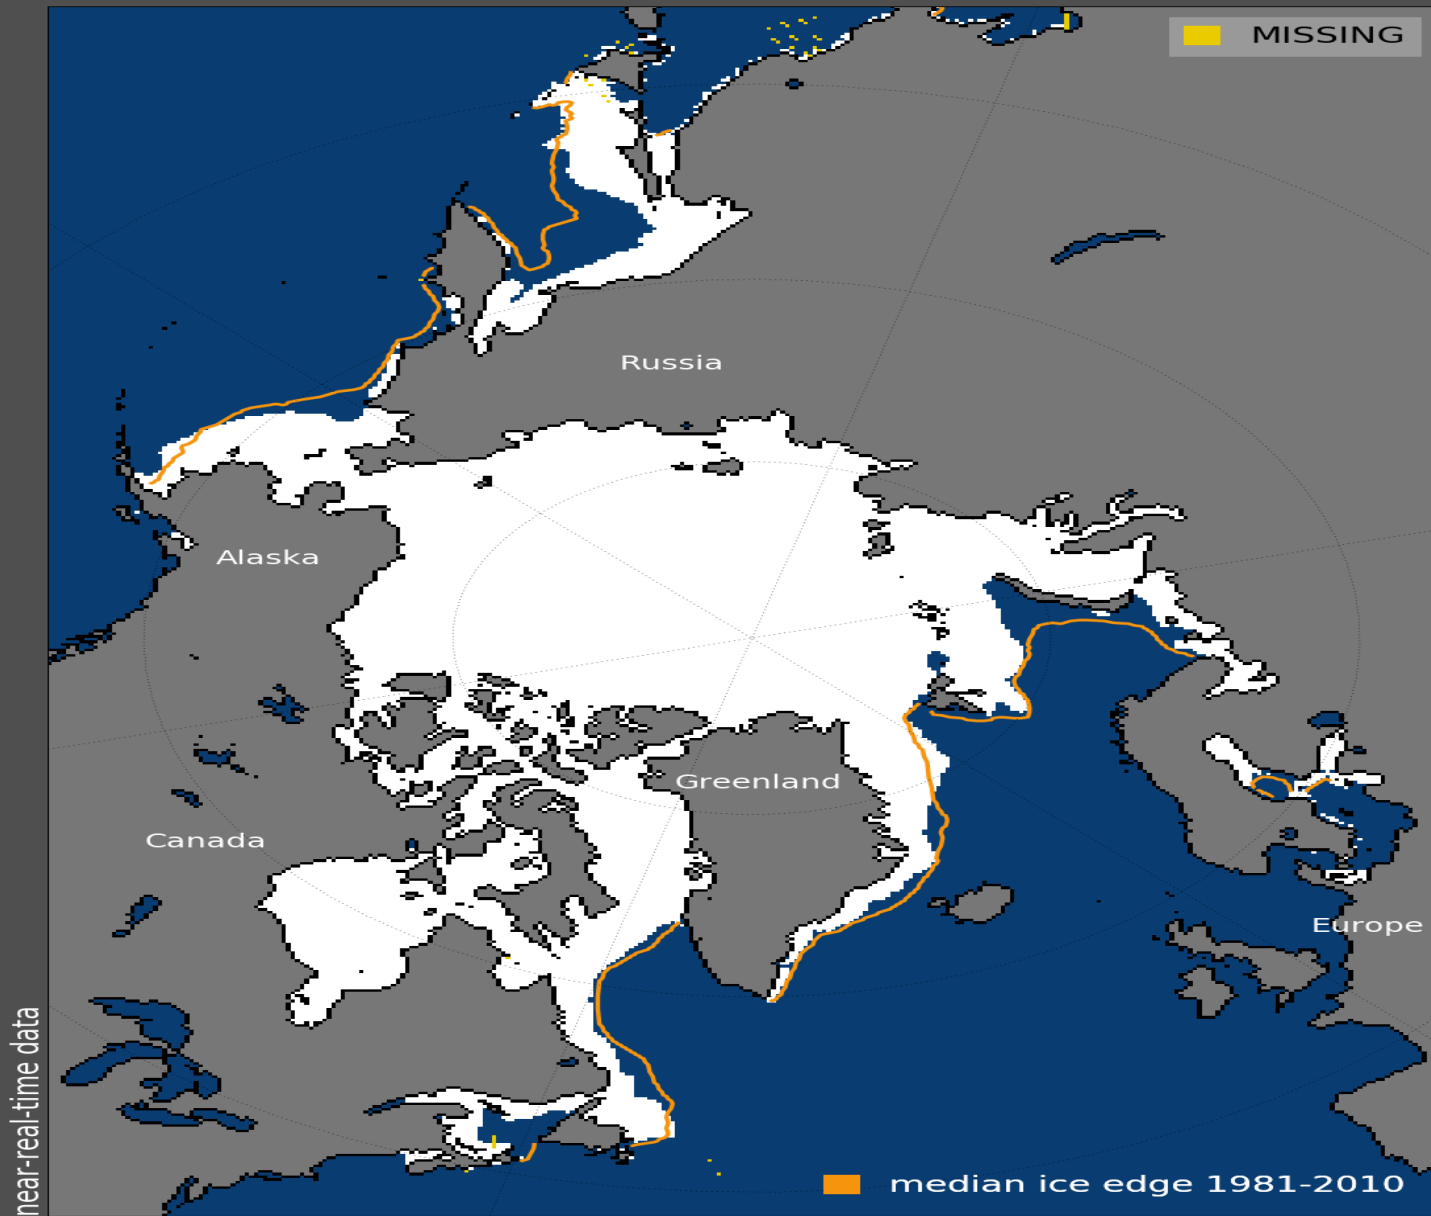 MISSING
Russia
Alaska
Greenland
Canada
Europe
near-real-time data
median ice edge 1981-2010